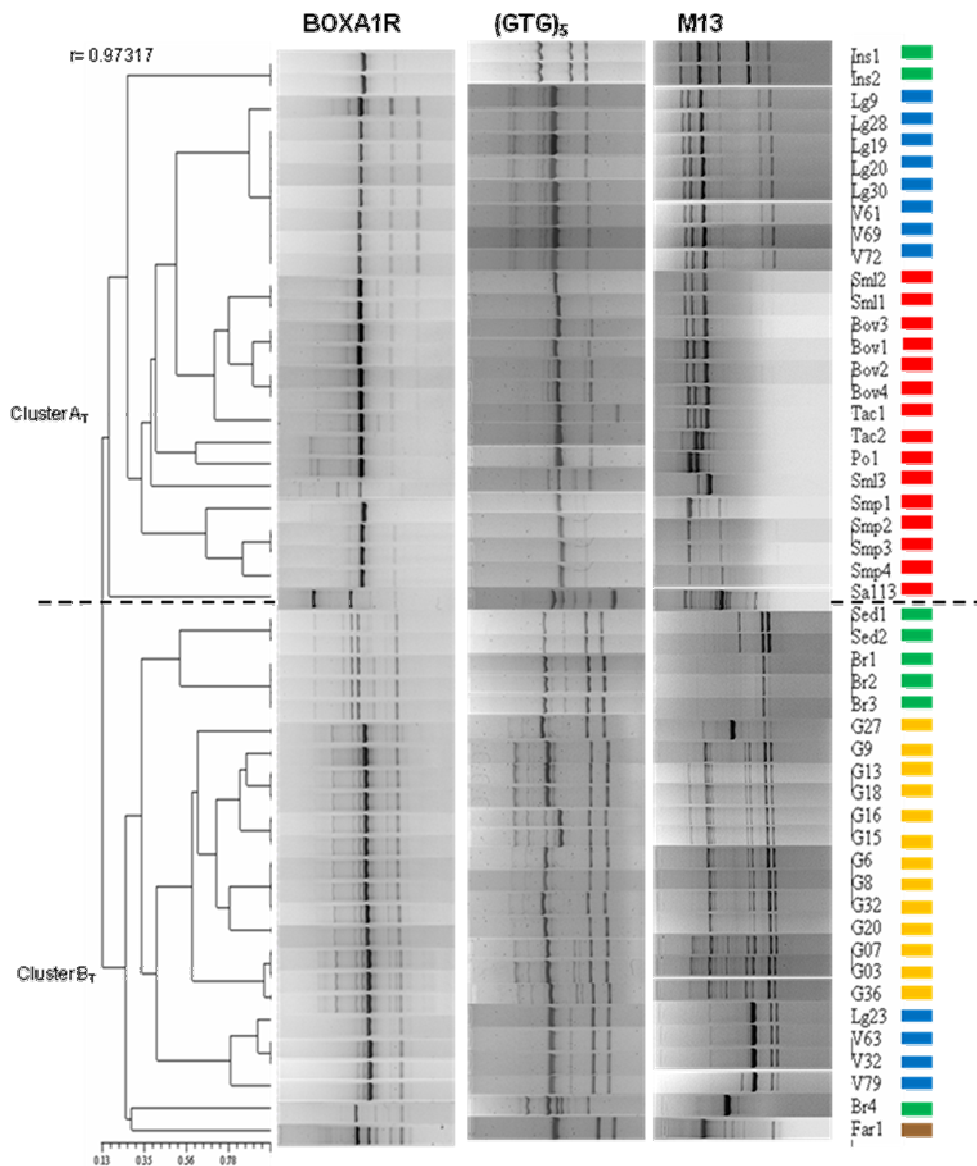 BOXA1R
(GTG)5
M13
r= 0.97317
Ins1
Ins2
Lg9
Lg28
Lg19
Lg20
Lg30
V61
V69
V72
Sml2
Sml1
Bov3
Bov1
Bov2
Bov4
Cluster AT
Tac1
Tac2
Po1
Sml3
Smp1
Smp2
Smp3
Smp4
Sa113
Sed1
Sed2
Br1
Br2
Br3
G27
G9
G13
G18
G16
G15
G6
G8
G32
G20
G07
Cluster BT
G03
G36
Lg23
V63
V32
V79
Br4
Far1
0.13 0.35 0.56 0.78